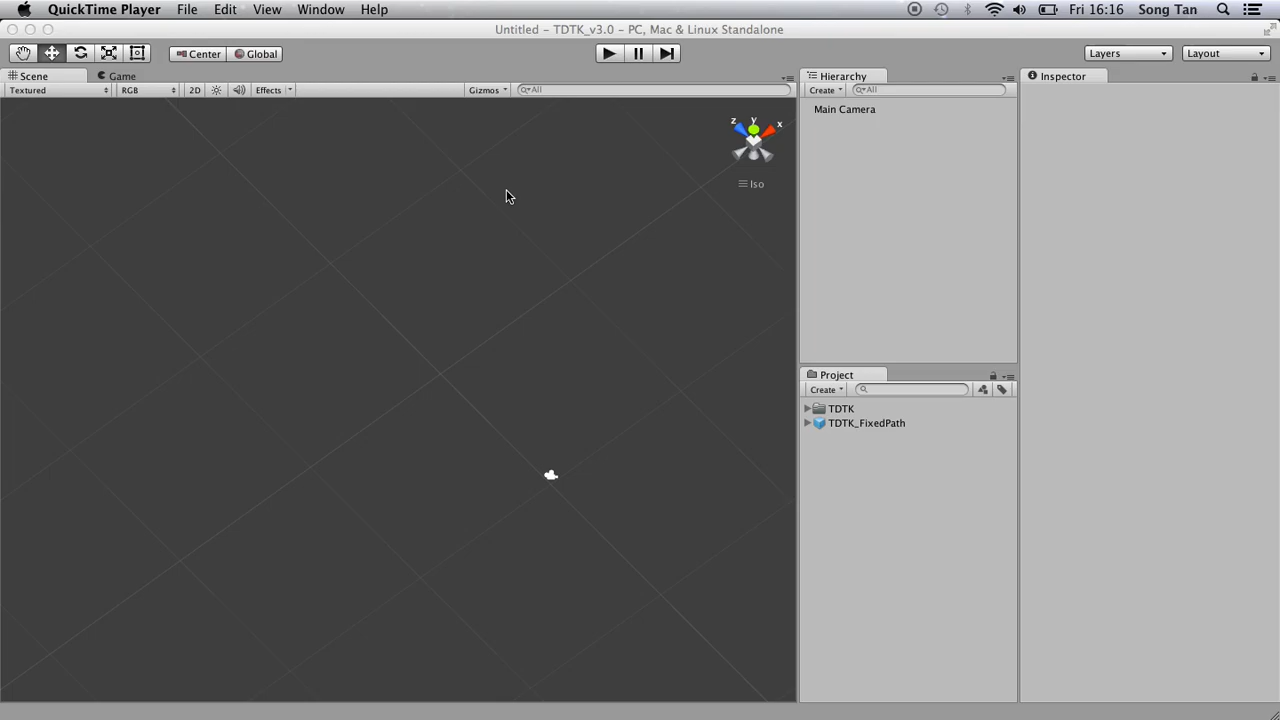 QuickTime Player File Edit View Window Help Fri 16:16 Song Tan
Untitled – TDTK_v3.0 – PC, Mac & Linux Standalone
Center Global Layers Layout
Scene Game Hierarchy Inspector
Textured RGB 2D Effects Gizmos All Create All
Main Camera
z y x
Iso
Project
Create
TDTK
TDTK_FixedPath